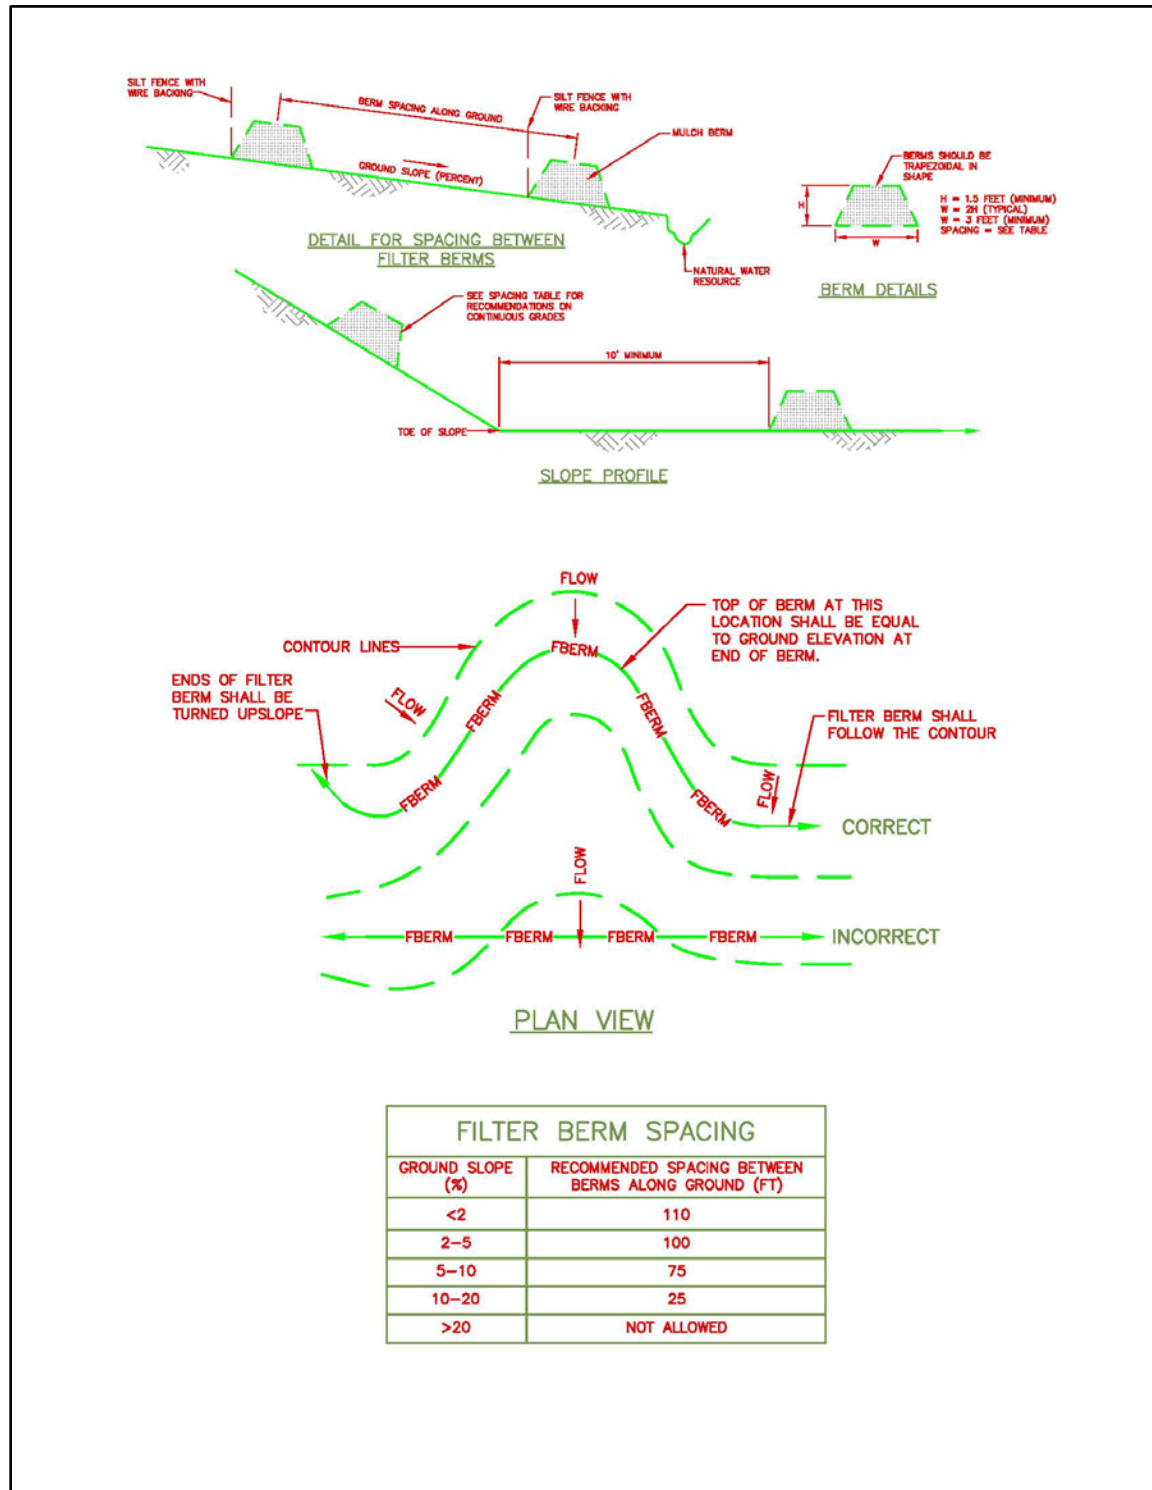 SILT FENCE WITH
WIRE BACKING
BERM SPACING ALONG GROUND
SILT FENCE WITH
WIRE BACKING
MULCH BERM
GROUND SLOPE (PERCENT)
DETAIL FOR SPACING BETWEEN
FILTER BERMS
NATURAL WATER
RESOURCE
BERMS SHOULD BE
TRAPEZOIDAL IN
SHAPE
H
W
H = 1.5 FEET (MINIMUM)
W = 2H (TYPICAL)
W = 3 FEET (MINIMUM)
SPACING = SEE TABLE
BERM DETAILS
SEE SPACING TABLE FOR
RECOMMENDATIONS ON
CONTINUOUS GRADES
10' MINIMUM
TOE OF SLOPE
SLOPE PROFILE
FLOW
TOP OF BERM AT THIS
LOCATION SHALL BE EQUAL
TO GROUND ELEVATION AT
END OF BERM.
CONTOUR LINES
FBERM
ENDS OF FILTER
BERM SHALL BE
TURNED UPSLOPE
FLOW
FBERM
FBERM
FILTER BERM SHALL
FOLLOW THE CONTOUR
FLOW
FBERM
FBERM
CORRECT
FLOW
FBERM FBERM FBERM FBERM INCORRECT
PLAN VIEW
FILTER BERM SPACING
GROUND SLOPE
(%)
RECOMMENDED SPACING BETWEEN
BERMS ALONG GROUND (FT)
<2 110
2-5 100
5-10 75
10-20 25
>20 NOT ALLOWED